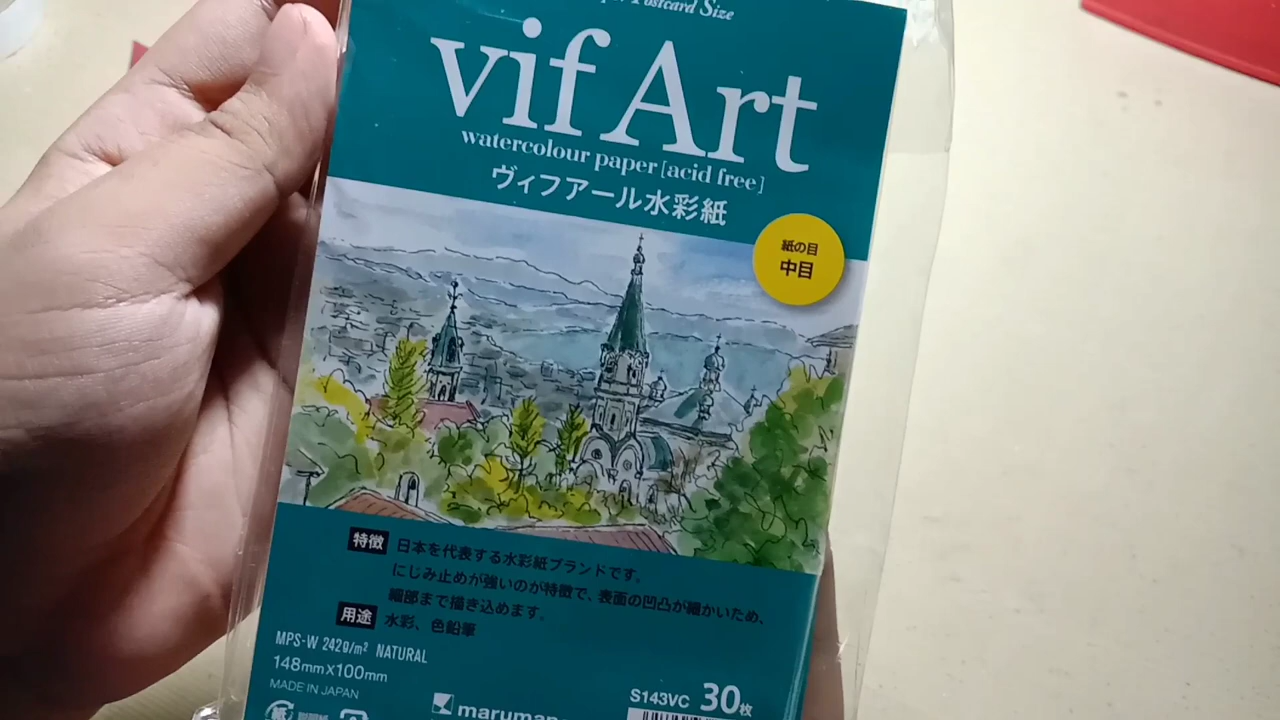 Postcard Size
vif Art
watercolour paper [acid free]
ヴィフアール水彩紙
紙の目
中目
特徴 日本を代表する水彩紙ブランドです。
にじみ止めが強いのが特徴で、表面の凹凸が細かいため、
細部まで描き込めます。
用途 水彩、色鉛筆
MPS-W 242g/m² NATURAL
148mm×100mm
MADE IN JAPAN
紙
maruman
S143VC 30枚